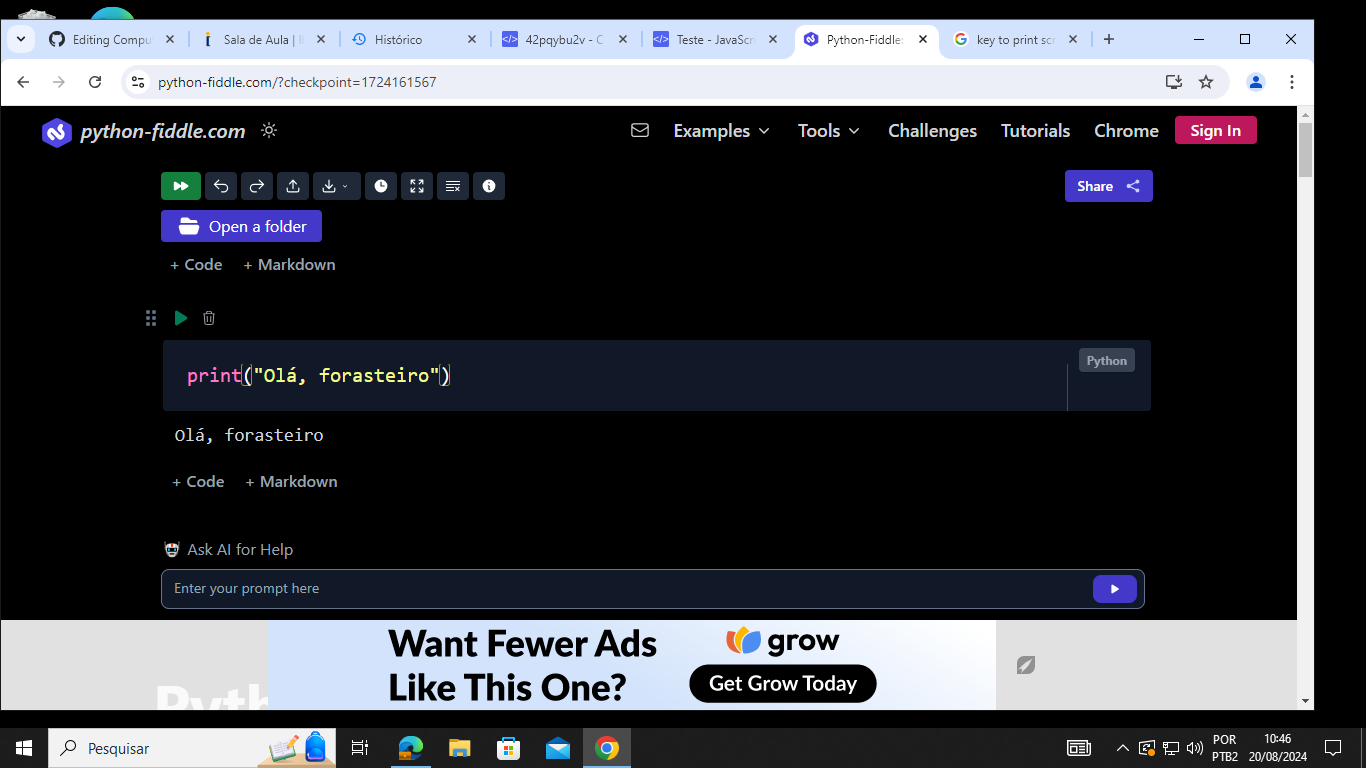 Editing Compu
Sala de Aula | I
Histórico
42pqybu2v - C
Teste - JavaScri
Python-Fiddle:
key to print scr
python-fiddle.com/?checkpoint=1724161567
python-fiddle.com
Examples
Tools
Challenges
Tutorials
Chrome
Sign In
Share
Open a folder
+ Code
+ Markdown
Python
print("Olá, forasteiro")
Olá, forasteiro
+ Code
+ Markdown
Ask AI for Help
Enter your prompt here
Want Fewer Ads
Like This One?
grow
Get Grow Today
Pyth
Pesquisar
POR
PTB2
10:46
20/08/2024